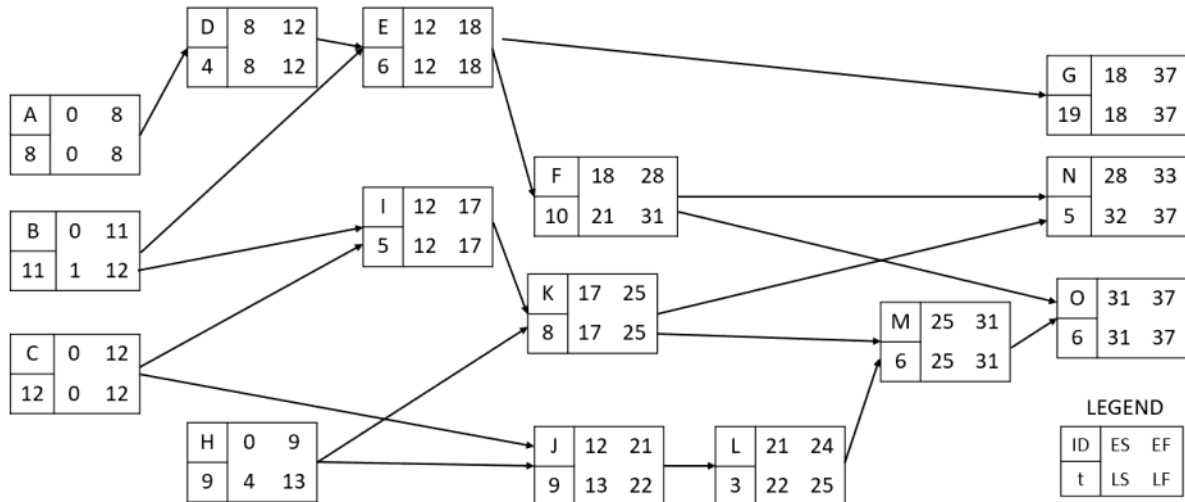 D 8 12
4 8 12
E 12 18
6 12 18
G 18 37
19 18 37
A 0 8
8 0 8
F 18 28
10 21 31
N 28 33
5 32 37
I 12 17
5 12 17
B 0 11
11 1 12
K 17 25
8 17 25
O 31 37
6 31 37
M 25 31
6 25 31
C 0 12
12 0 12
H 0 9
9 4 13
J 12 21
9 13 22
L 21 24
3 22 25
LEGEND
ID ES EF
t LS LF